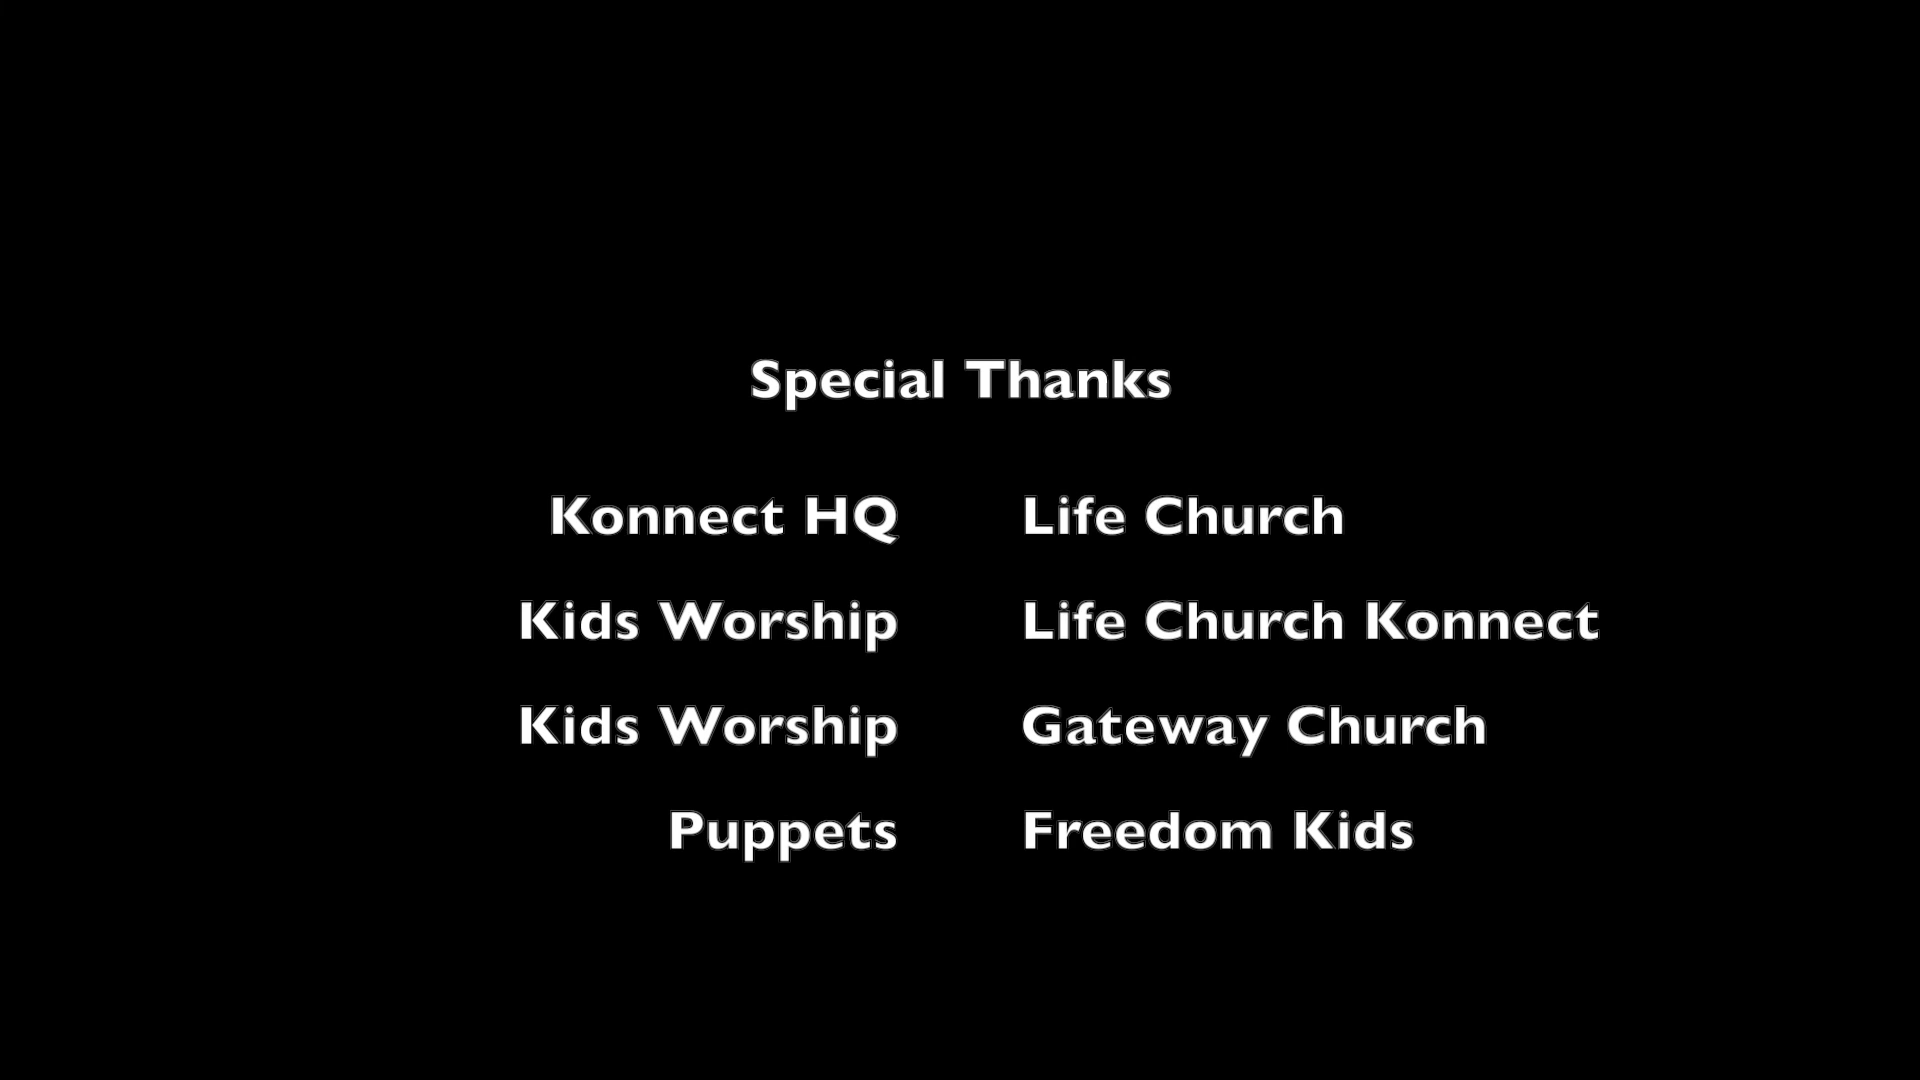 Special Thanks
Konnect HQ Life Church
Kids Worship Life Church Konnect
Kids Worship Gateway Church
Puppets Freedom Kids